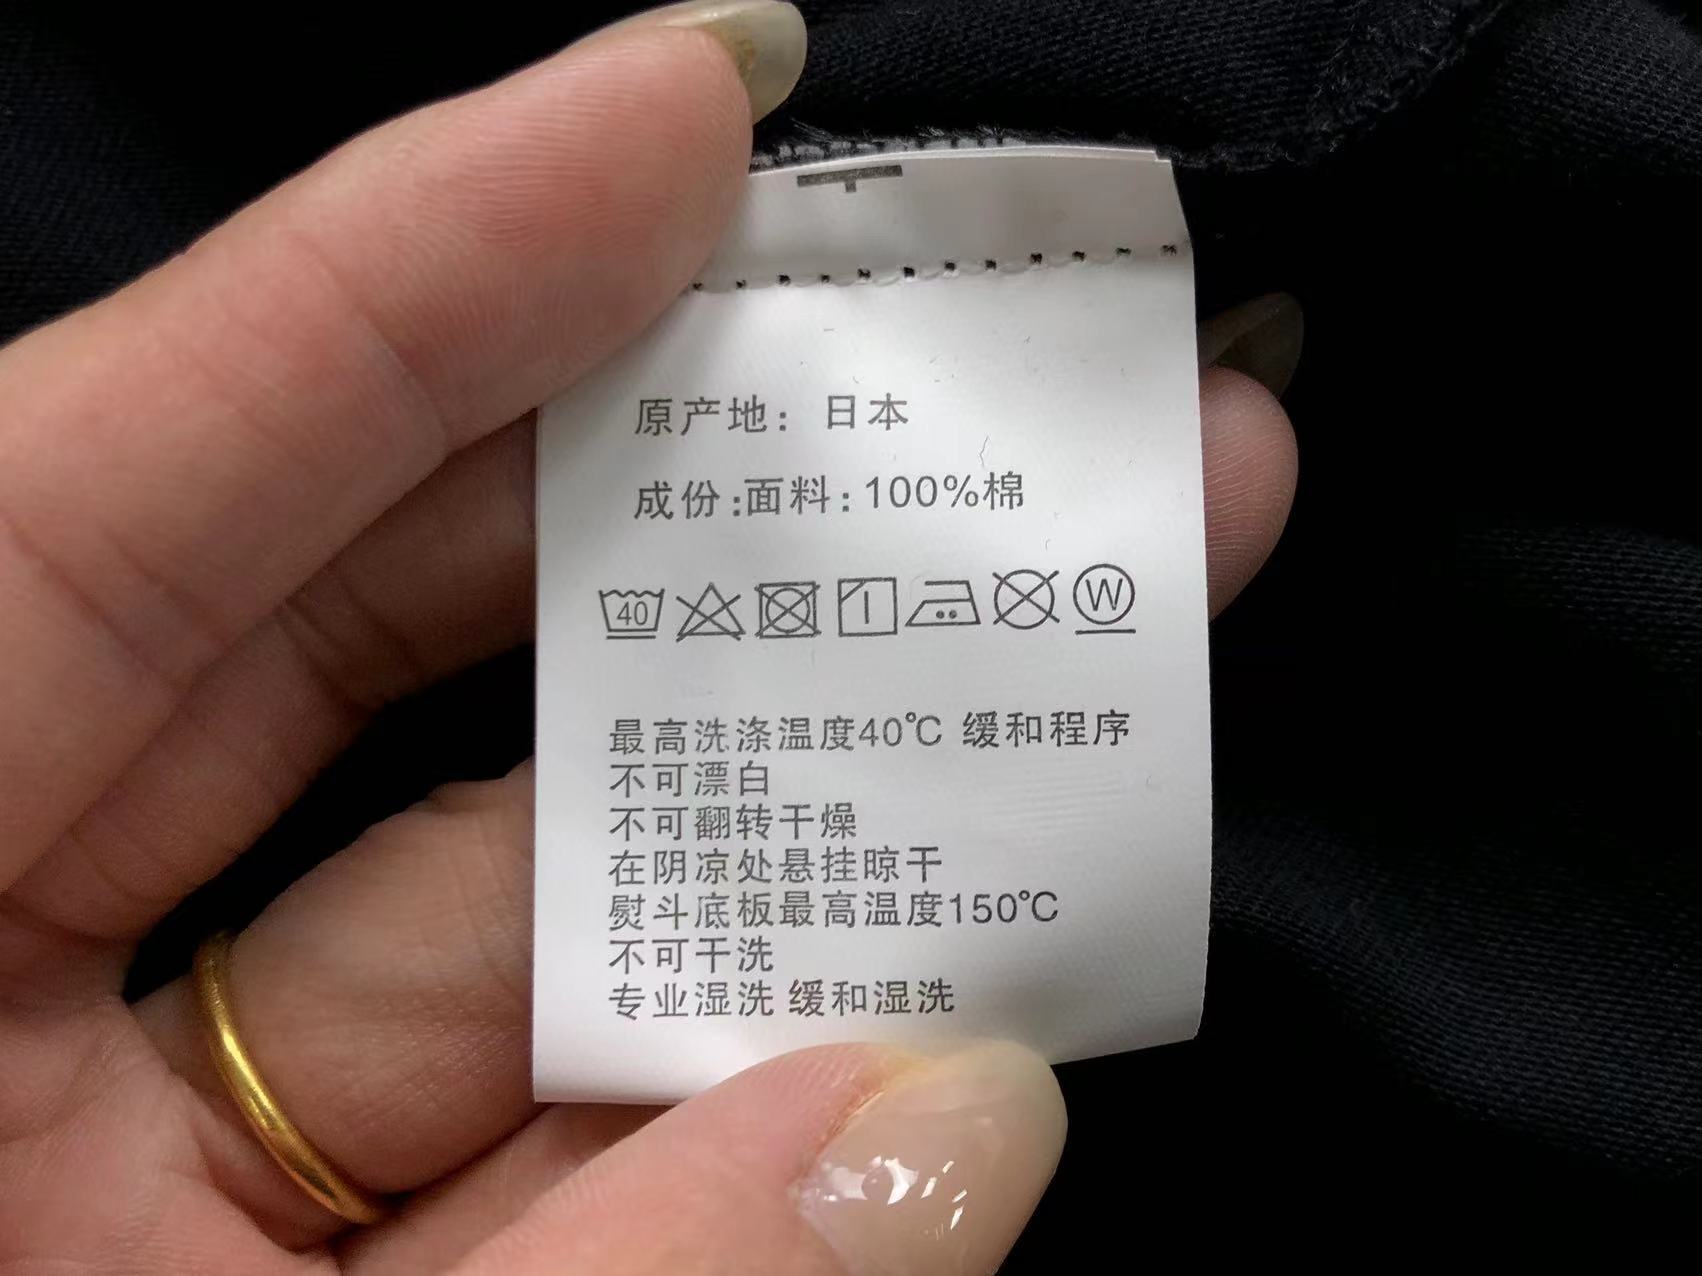 原产地：日本
成份：面料：100%棉
40 W
最高洗涤温度40℃ 缓和程序
不可漂白
不可翻转干燥
在阴凉处悬挂晾干
熨斗底板最高温度150℃
不可干洗
专业湿洗 缓和湿洗